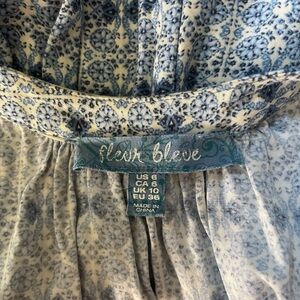 fleur bleue
US 6
CA 6
UK 10
EU 36
MADE IN
CHINA